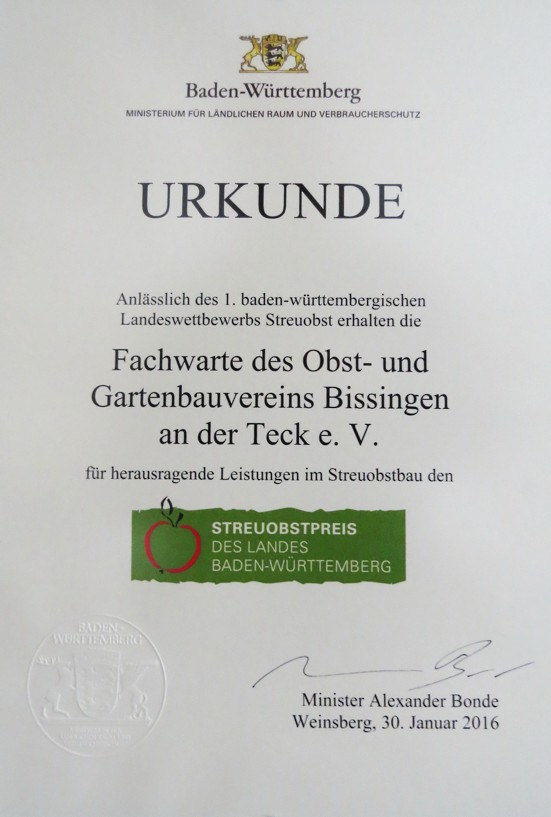 Baden-Württemberg
MINISTERIUM FÜR LÄNDLICHEN RAUM UND VERBRAUCHERSCHUTZ
URKUNDE
Anlässlich des 1. baden-württembergischen
Landeswettbewerbs Streuobst erhalten die
Fachwarte des Obst- und
Gartenbauvereins Bissingen
an der Teck e. V.
für herausragende Leistungen im Streuobstbau den
STREUOBSTPREIS
DES LANDES
BADEN-WÜRTTEMBERG
BADEN-
WÜRTTEMBERG
Minister Alexander Bonde
Weinsberg, 30. Januar 2016